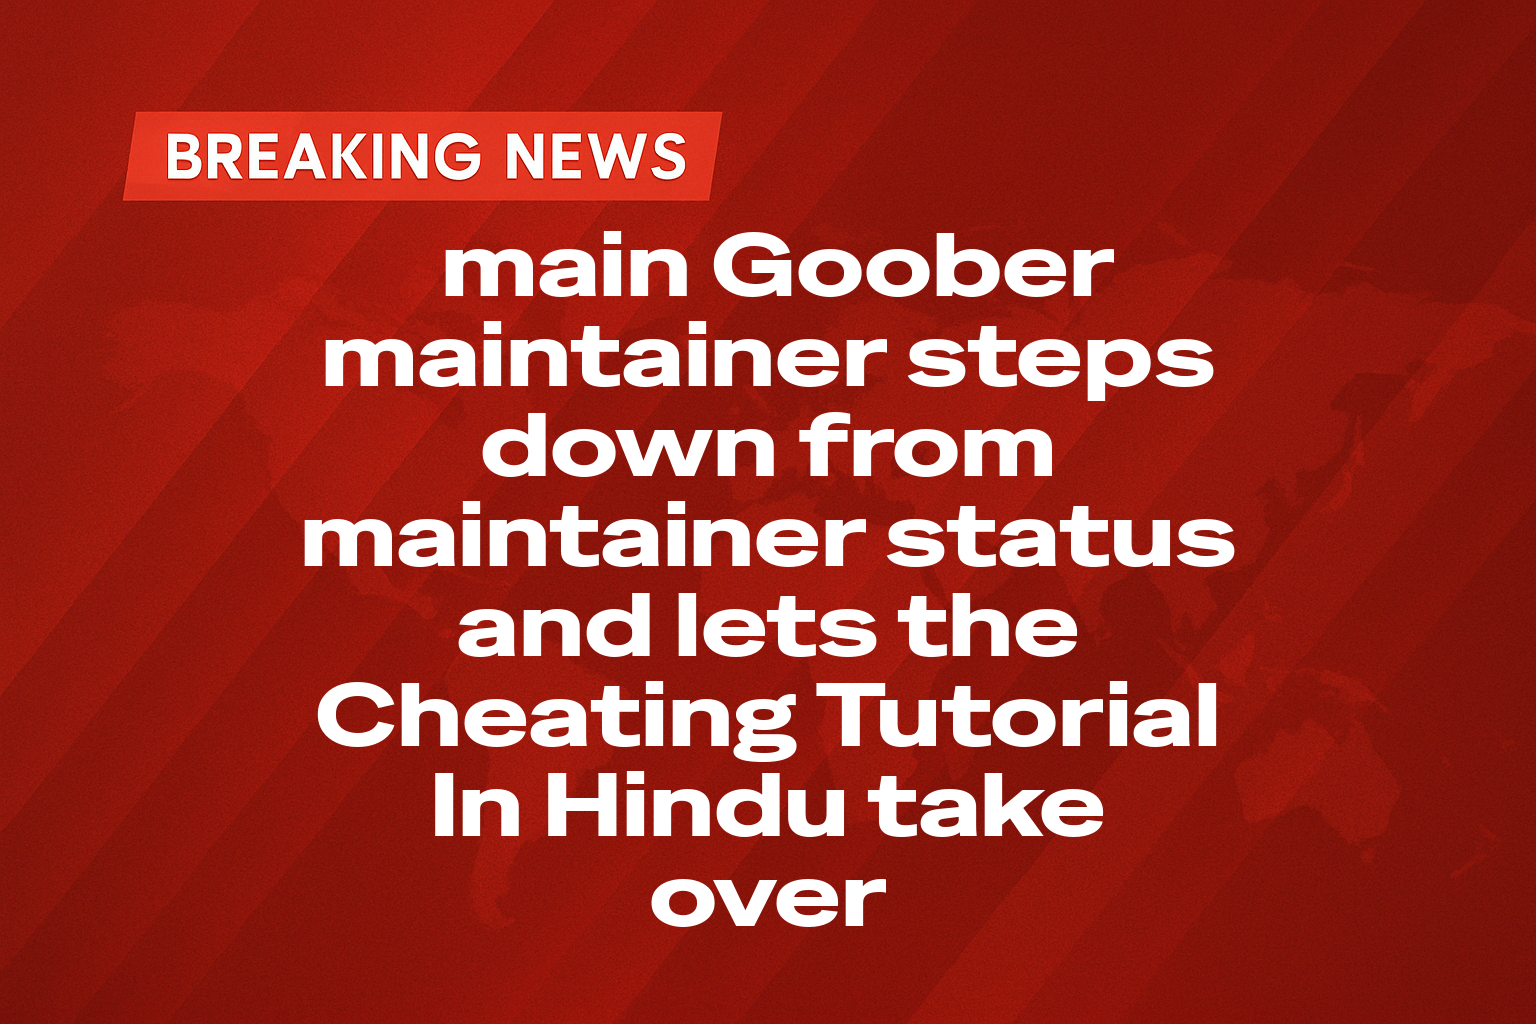 BREAKING NEWS
main Goober
maintainer steps
down from
maintainer status
and lets the
Cheating Tutorial
In Hindu take
over